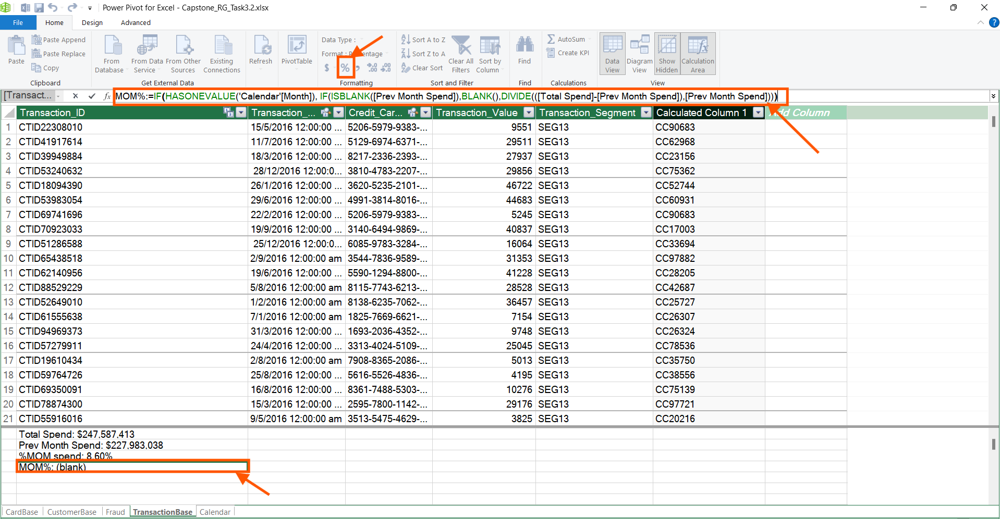 Power Pivot for Excel - Capstone_RG_Task3.2.xlsx
File Home Design Advanced
Paste
Paste Append
Paste Replace
Copy
Clipboard
From Database
From Data Service
From Other Sources
Existing Connections
Get External Data
Refresh
PivotTable
Data Type :
$ %
.00
.00
Formatting
Sort A to Z
Sort Z to A
Clear Sort
Clear All Filters
Sort by Column
Sort and Filter
Find
Find
AutoSum
Create KPI
Calculations
Data View
Diagram View
Show Hidden
Calculation Area
View
[Transact... fx MOM%:=IF(HASONEVALUE('Calendar'[Month]), IF(ISBLANK([Prev Month Spend]),BLANK(),DIVIDE(([Total Spend]-[Prev Month Spend]),[Prev Month Spend])))
Transaction_ID Transaction_... Credit_Car... Transaction_Value Transaction_Segment Calculated Column 1 Add Column
1 CTID22308010 15/5/2016 12:00:00 ... 5206-5979-9383-... 9551 SEG13 CC90683
2 CTID41917614 11/7/2016 12:00:00 ... 5129-6974-6371-... 29511 SEG13 CC62968
3 CTID39949884 18/3/2016 12:00:00 ... 8217-2336-2393-... 27937 SEG13 CC23156
4 CTID53240632 28/12/2016 12:00:0... 3810-4783-2207-... 29856 SEG13 CC75362
5 CTID18094390 26/1/2016 12:00:00 ... 3620-5235-2101-... 46722 SEG13 CC52744
6 CTID53983054 29/6/2016 12:00:00 ... 4991-3814-8016-... 44683 SEG13 CC60931
7 CTID69741696 22/2/2016 12:00:00 ... 5206-5979-9383-... 5245 SEG13 CC90683
8 CTID70923033 19/9/2016 12:00:00 ... 3140-6494-9869-... 40837 SEG13 CC17003
9 CTID51286588 25/12/2016 12:00:0... 6085-9783-3284-... 16064 SEG13 CC33694
10 CTID65438518 2/9/2016 12:00:00 am 3544-7836-9589-... 31353 SEG13 CC97882
11 CTID62140956 19/6/2016 12:00:00 ... 5590-1294-8800-... 41228 SEG13 CC28205
12 CTID88529229 5/8/2016 12:00:00 am 8115-7743-6213-... 28528 SEG13 CC42687
13 CTID52649010 1/2/2016 12:00:00 am 8138-6235-7062-... 36457 SEG13 CC25727
14 CTID61555638 7/1/2016 12:00:00 am 1825-7669-6621-... 7154 SEG13 CC26307
15 CTID94969373 31/3/2016 12:00:00 ... 1693-2036-4352-... 9748 SEG13 CC26324
16 CTID57279911 24/4/2016 12:00:00 ... 3313-4024-5109-... 25045 SEG13 CC78536
17 CTID19610434 2/8/2016 12:00:00 am 7908-8365-2086-... 5013 SEG13 CC35750
18 CTID59764726 25/8/2016 12:00:00 ... 5616-5526-4836-... 4195 SEG13 CC38556
19 CTID69350091 16/8/2016 12:00:00 ... 8361-7488-5303-... 10276 SEG13 CC75139
20 CTID78874300 15/3/2016 12:00:00 ... 2595-7800-1142-... 29176 SEG13 CC97721
21 CTID55916016 9/5/2016 12:00:00 am 3513-5475-4629-... 3825 SEG13 CC20216
Total Spend: $247,587,413
Prev Month Spend: $227,983,038
%MOM spend: 8.60%
MOM%: (blank)
CardBase CustomerBase Fraud TransactionBase Calendar